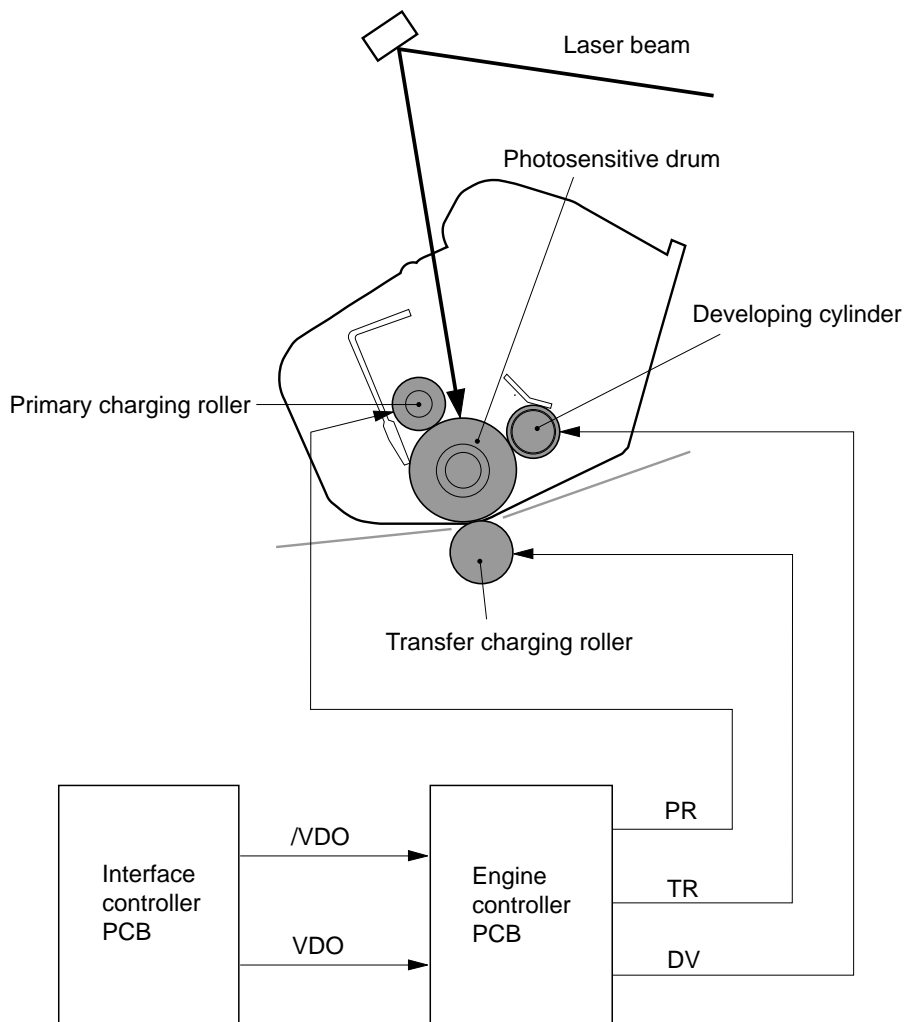 Laser beam
Photosensitive drum
Developing cylinder
Primary charging roller
Transfer charging roller
PR
/VDO
Interface
controller
PCB
Engine
controller
PCB
TR
VDO
DV